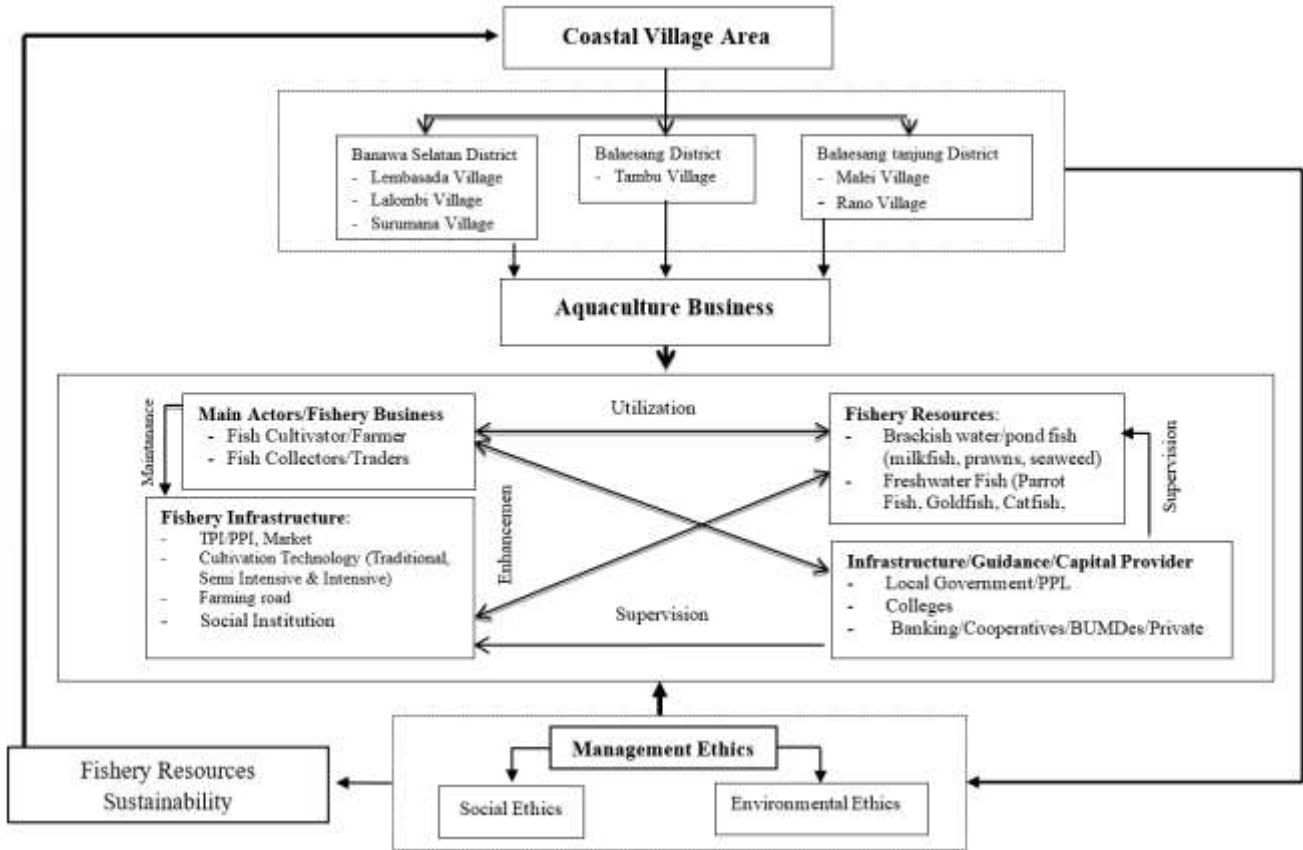 Coastal Village Area
Banawa Selatan District
- Lembasada Village
- Lalombi Village
- Surumana Village
Balaesang District
- Tambu Village
Balaesang tanjung District
- Malei Village
- Rano Village
Aquaculture Business
Maintanance
Main Actors/Fishery Business
- Fish Cultivator/Farmer
- Fish Collectors/Traders
Utilization
Fishery Resources:
- Brackish water/pond fish
(milkfish, prawns, seaweed)
- Freshwater Fish (Parrot
Fish, Goldfish, Catfish,
Supervision
Fishery Infrastructure:
- TPI/PPI, Market
- Cultivation Technology (Traditional,
Semi Intensive & Intensive)
- Farming road
- Social Institution
Enhancemen
Supervision
Infrastructure/Guidance/Capital Provider
- Local Government/PPL
- Colleges
- Banking/Cooperatives/BUMDes/Private
Management Ethics
Social Ethics
Environmental Ethics
Fishery Resources
Sustainability